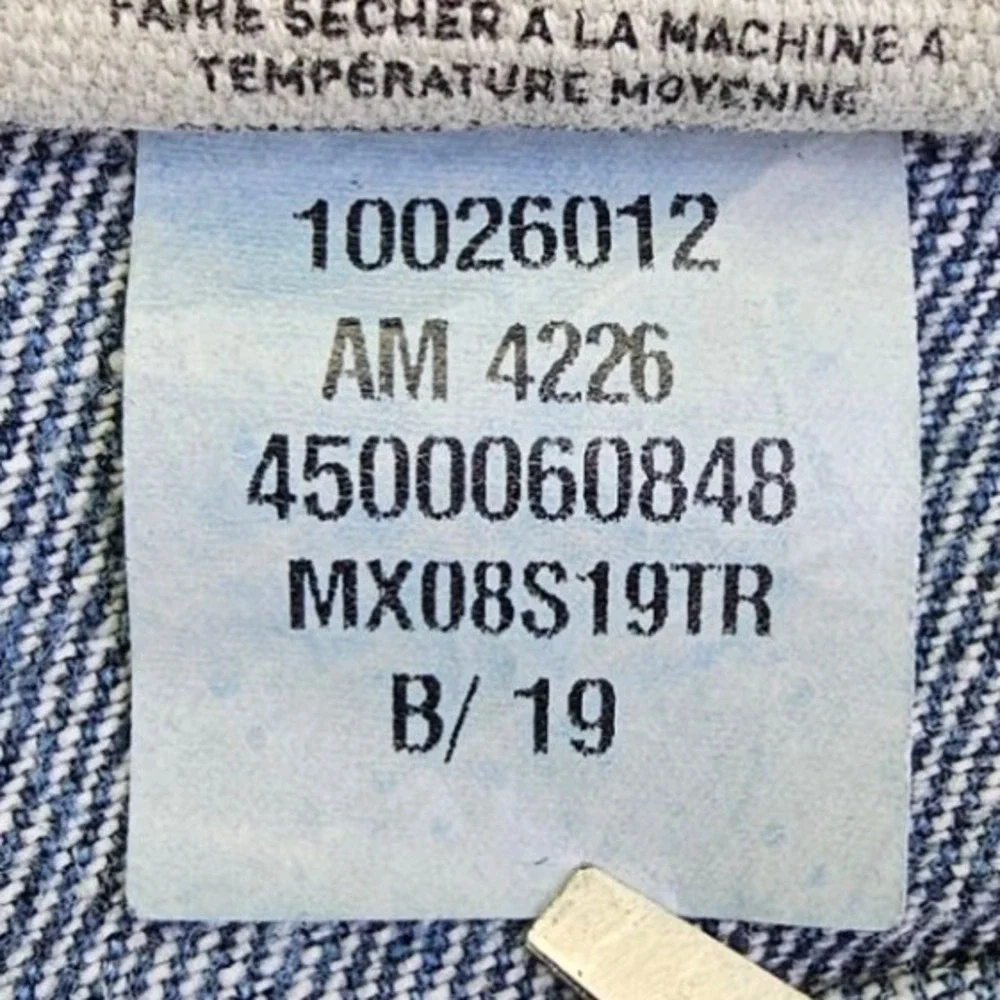 FAIRE SÉCHER À LA MACHINE À
TEMPÉRATURE MOYENNE
10026012
AM 4226
4500060848
MX08S19TR
B/ 19